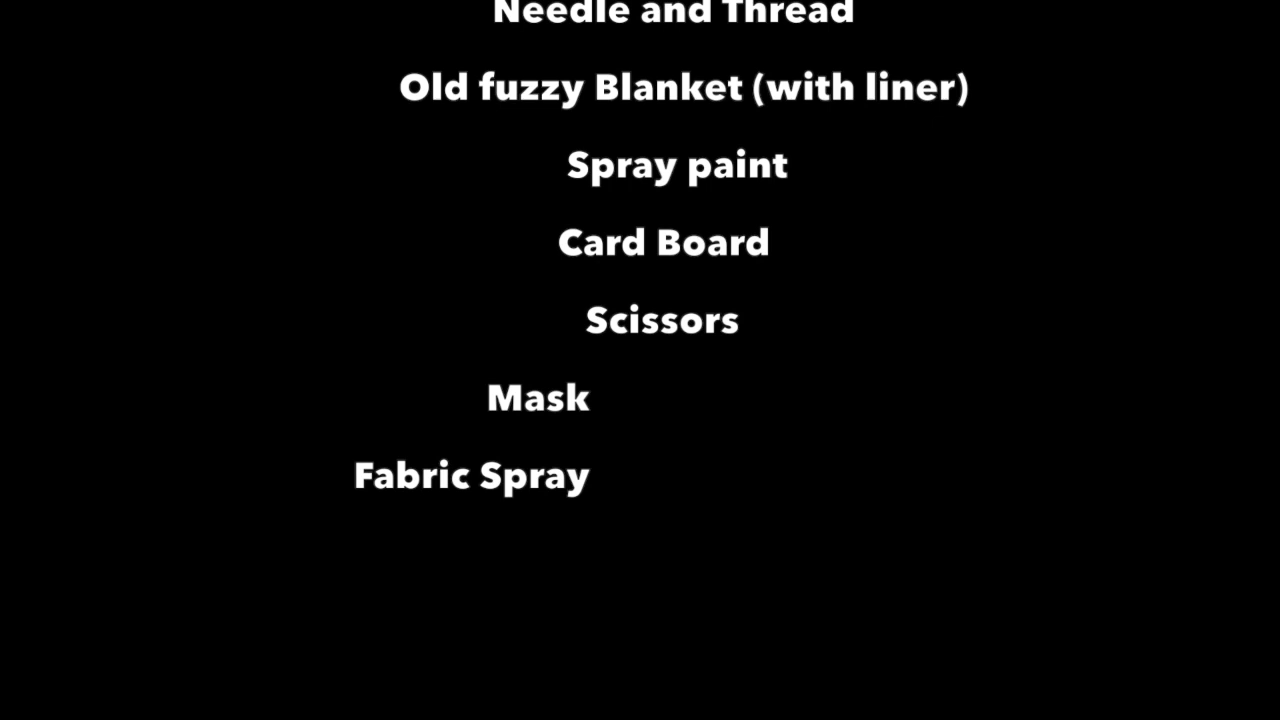 Needle and Thread
Old fuzzy Blanket (with liner)
Spray paint
Card Board
Scissors
Mask
Fabric Spray